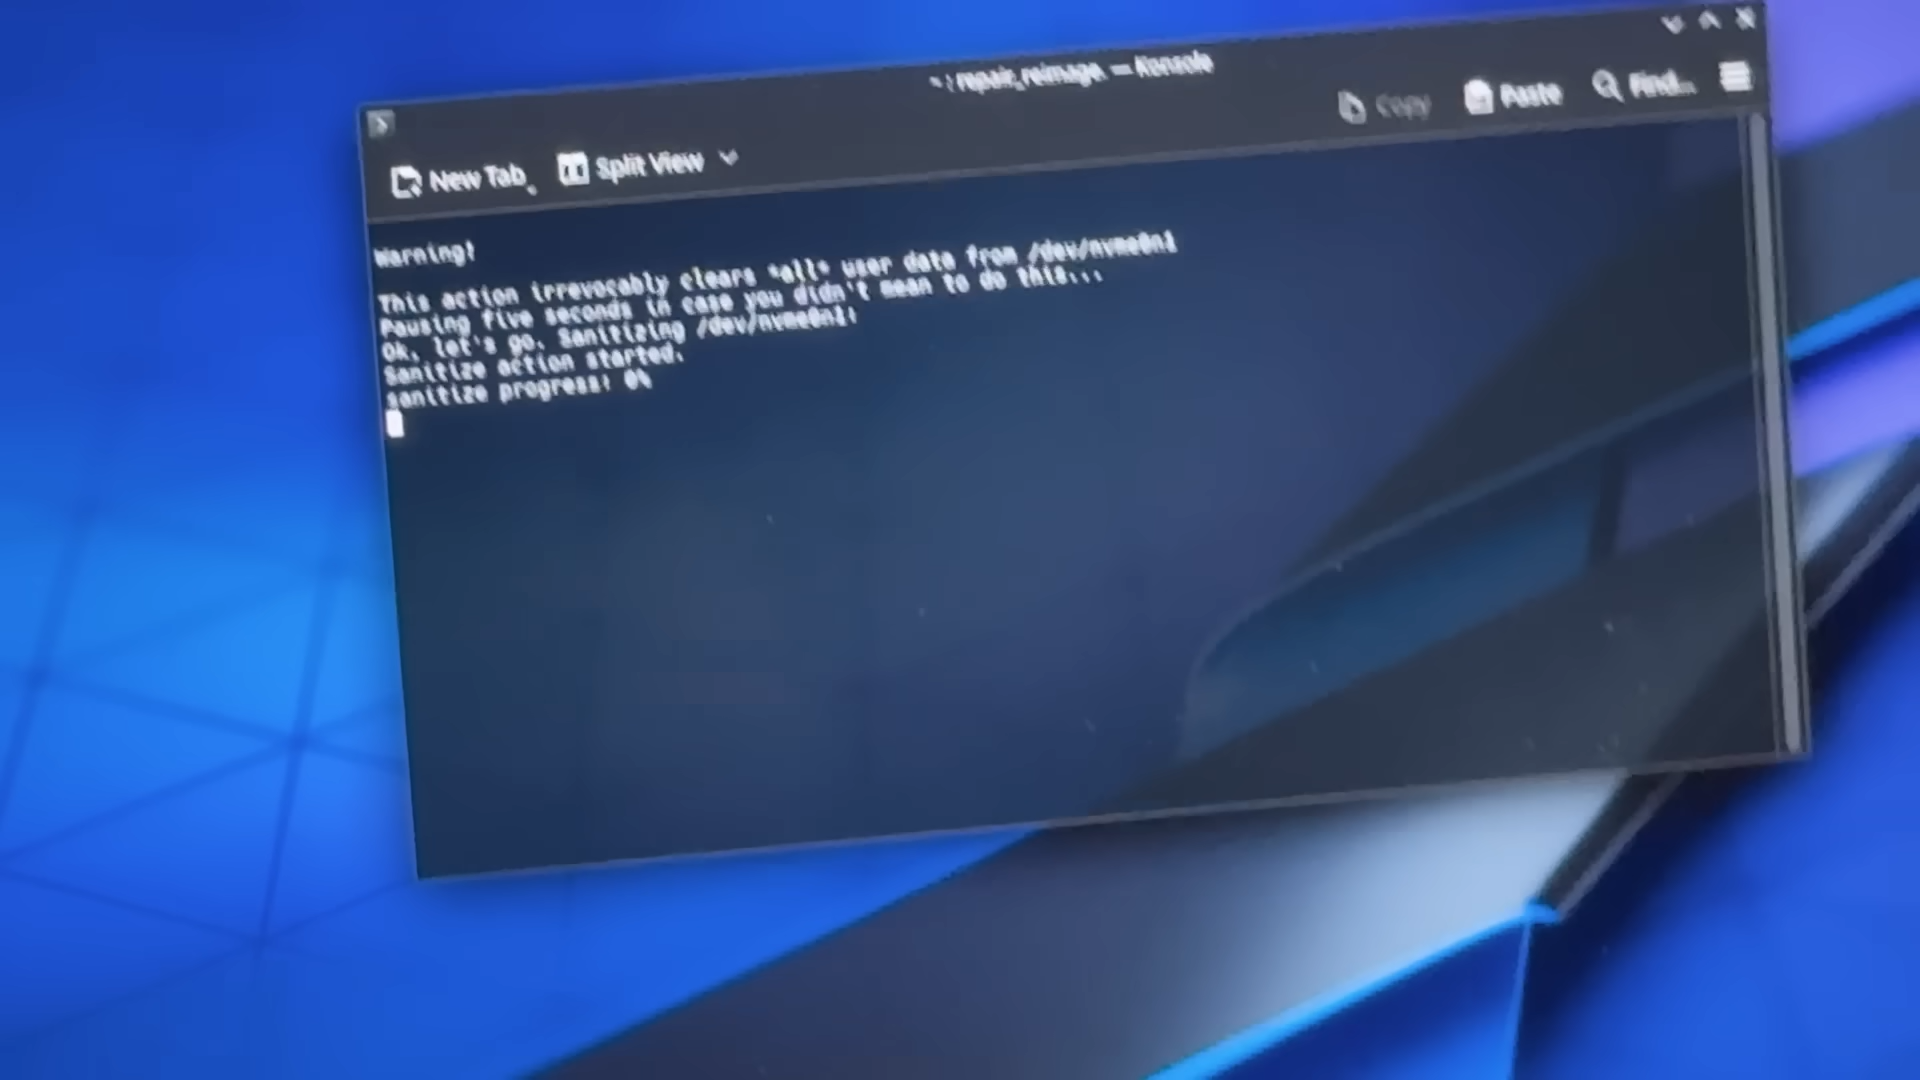 ~ : repair_reimage. — Konsole
Copy Paste Find...
New Tab Split View
Warning!
This action irrevocably clears *all* user data from /dev/nvme0n1
Pausing five seconds in case you didn't mean to do this...
Ok, let's go. Sanitizing /dev/nvme0n1:
Sanitize action started.
sanitize progress: 0%